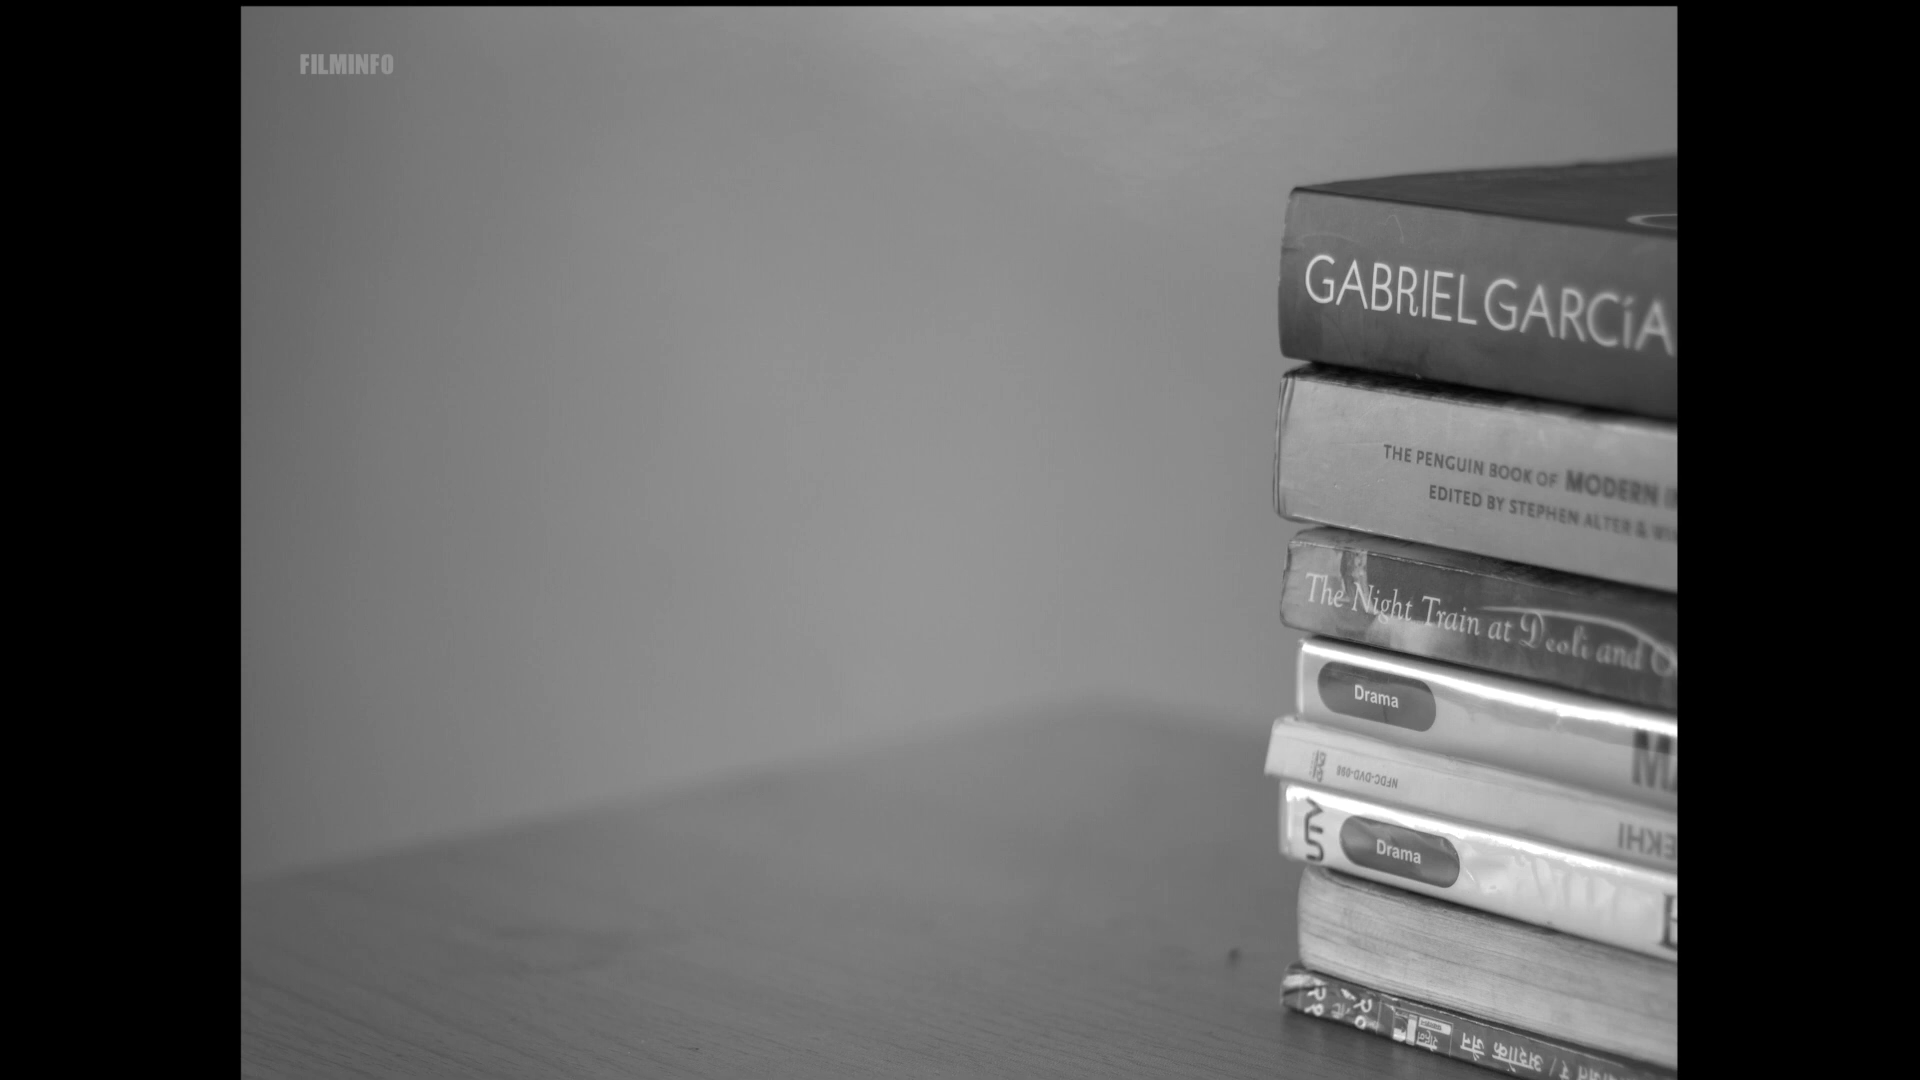 FILMINFO
GABRIEL GARCÍA
THE PENGUIN BOOK OF MODERN
EDITED BY STEPHEN ALTER &
The Night Train at Deoli and
Drama
NFDC-DVD-098
EKHI
Drama